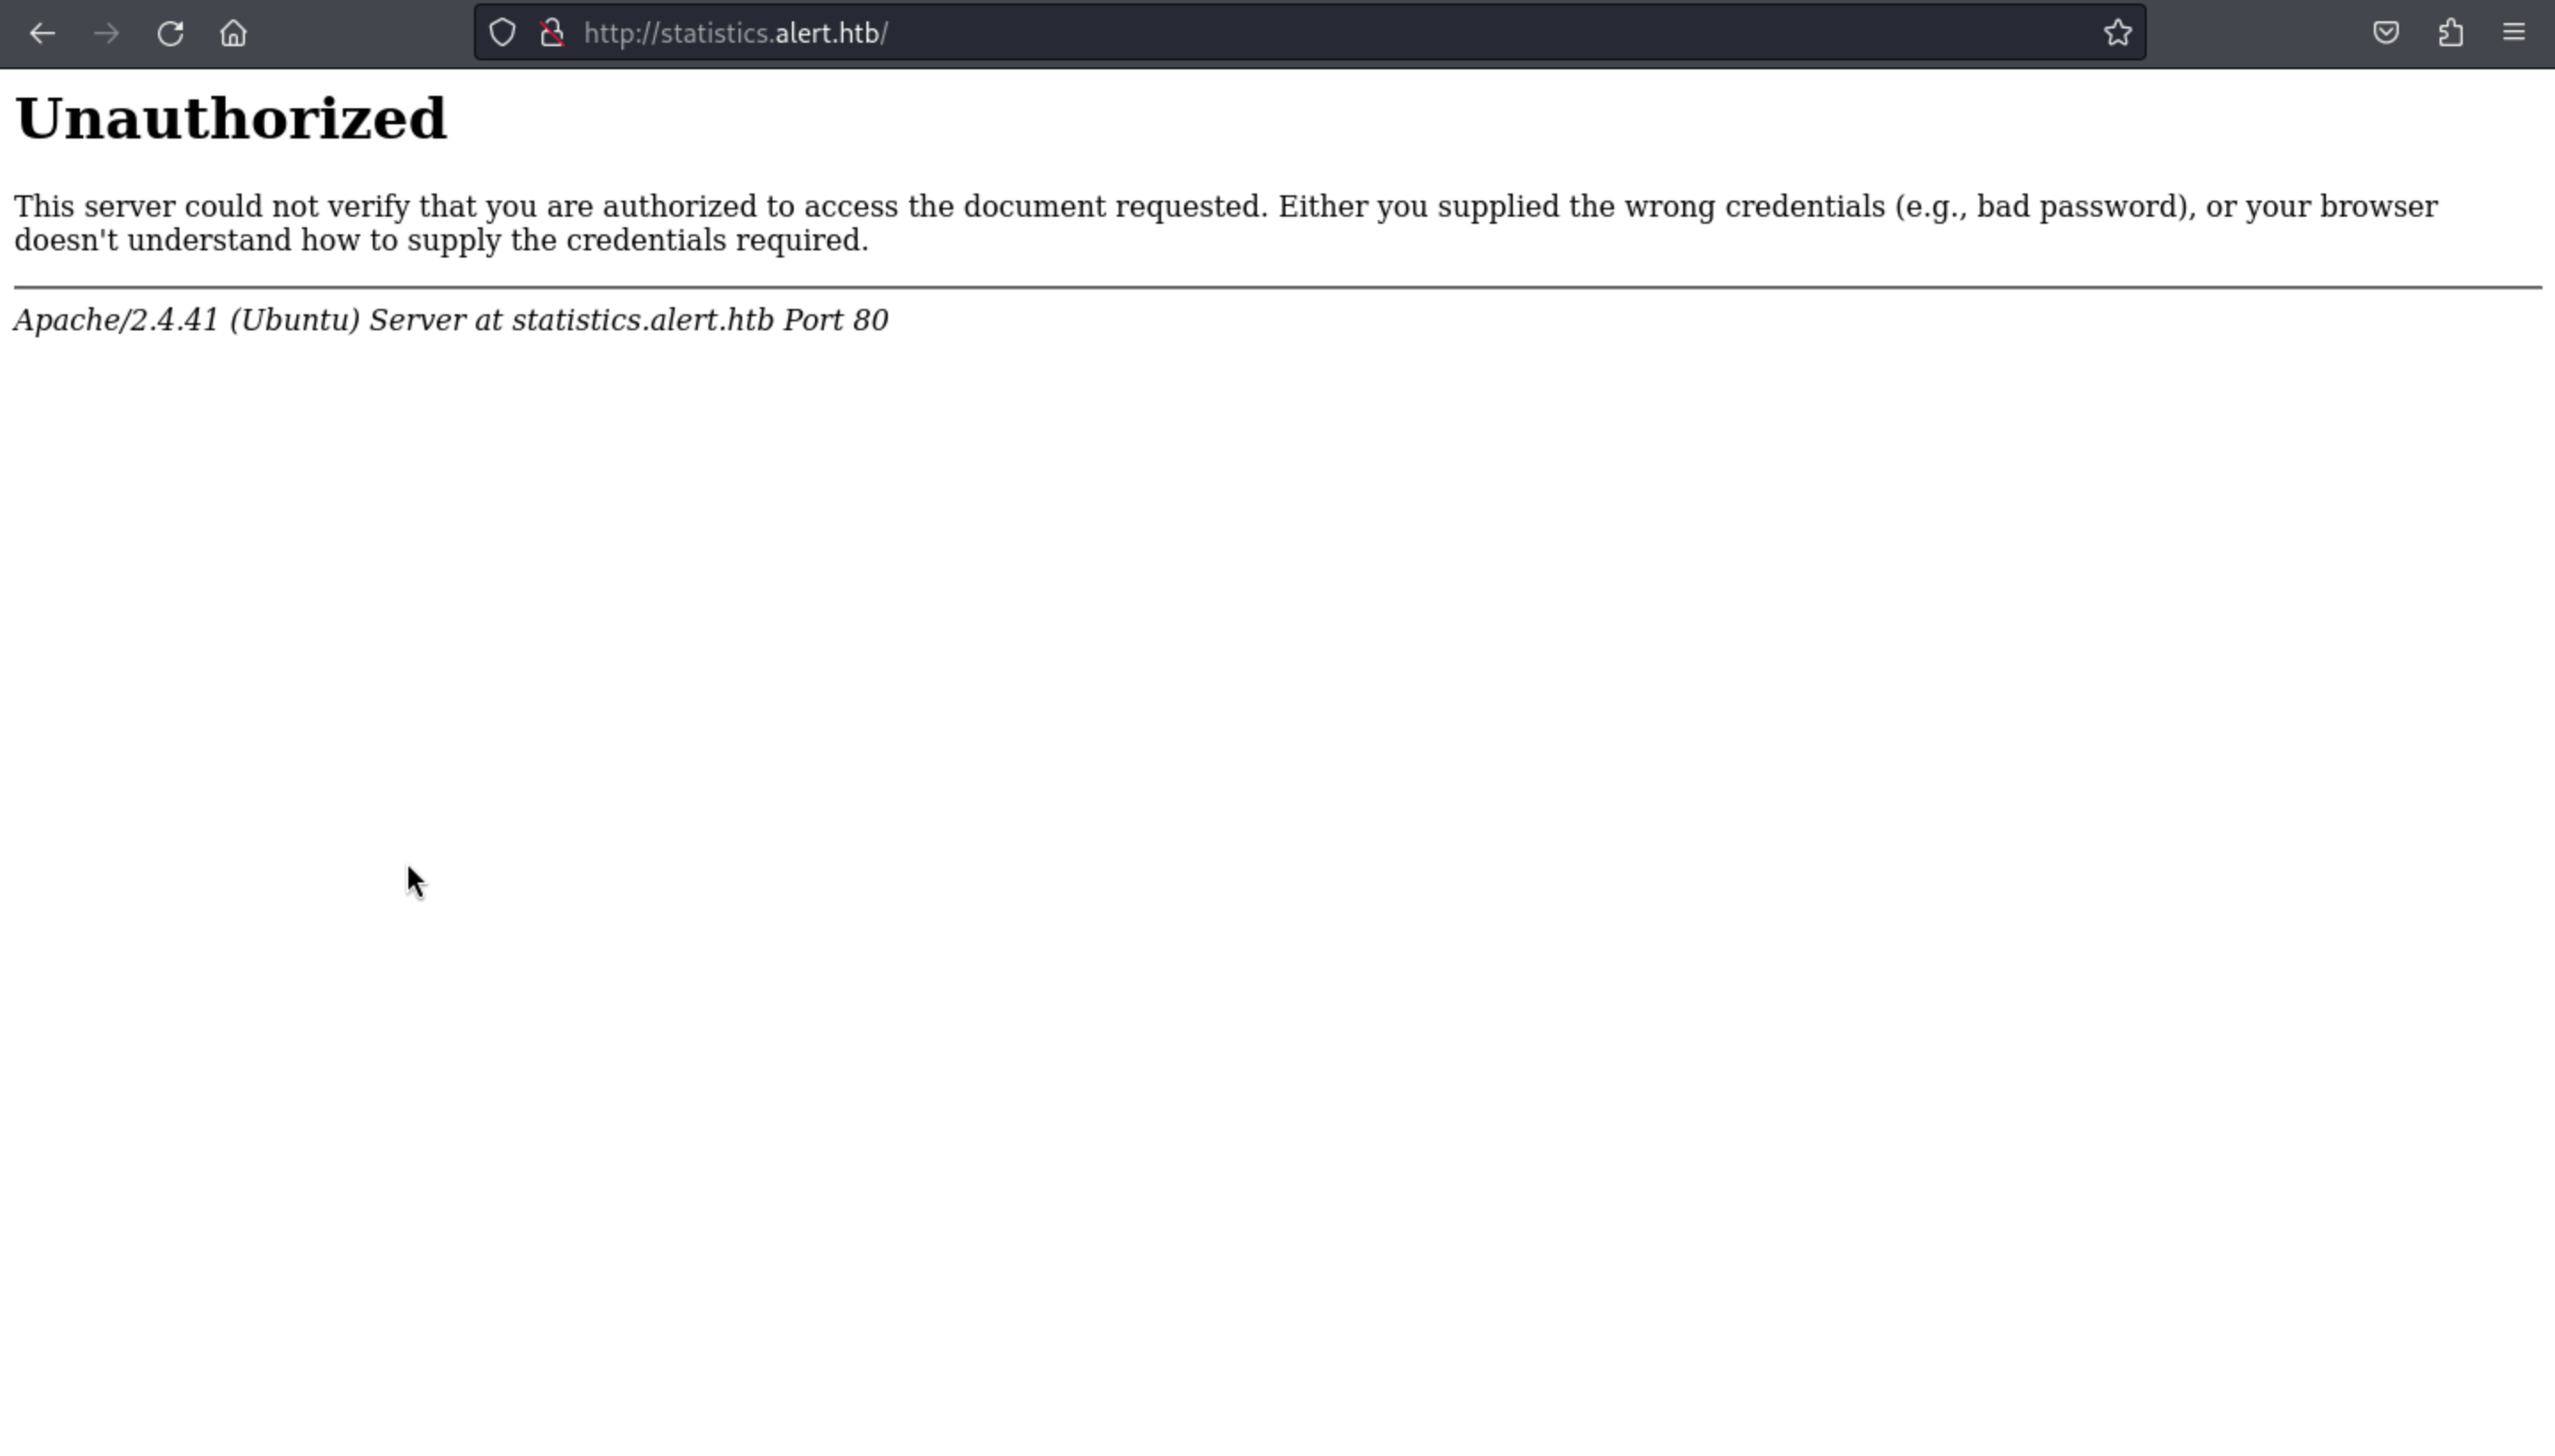 http://statistics.alert.htb/
Unauthorized
This server could not verify that you are authorized to access the document requested. Either you supplied the wrong credentials (e.g., bad password), or your browser
doesn't understand how to supply the credentials required.
Apache/2.4.41 (Ubuntu) Server at statistics.alert.htb Port 80